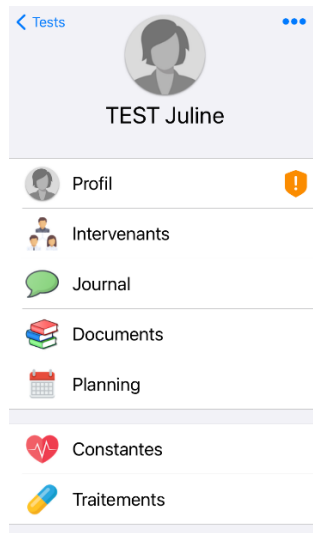 Tests
TEST Juline
Profil
Intervenants
Journal
Documents
Planning
Constantes
Traitements